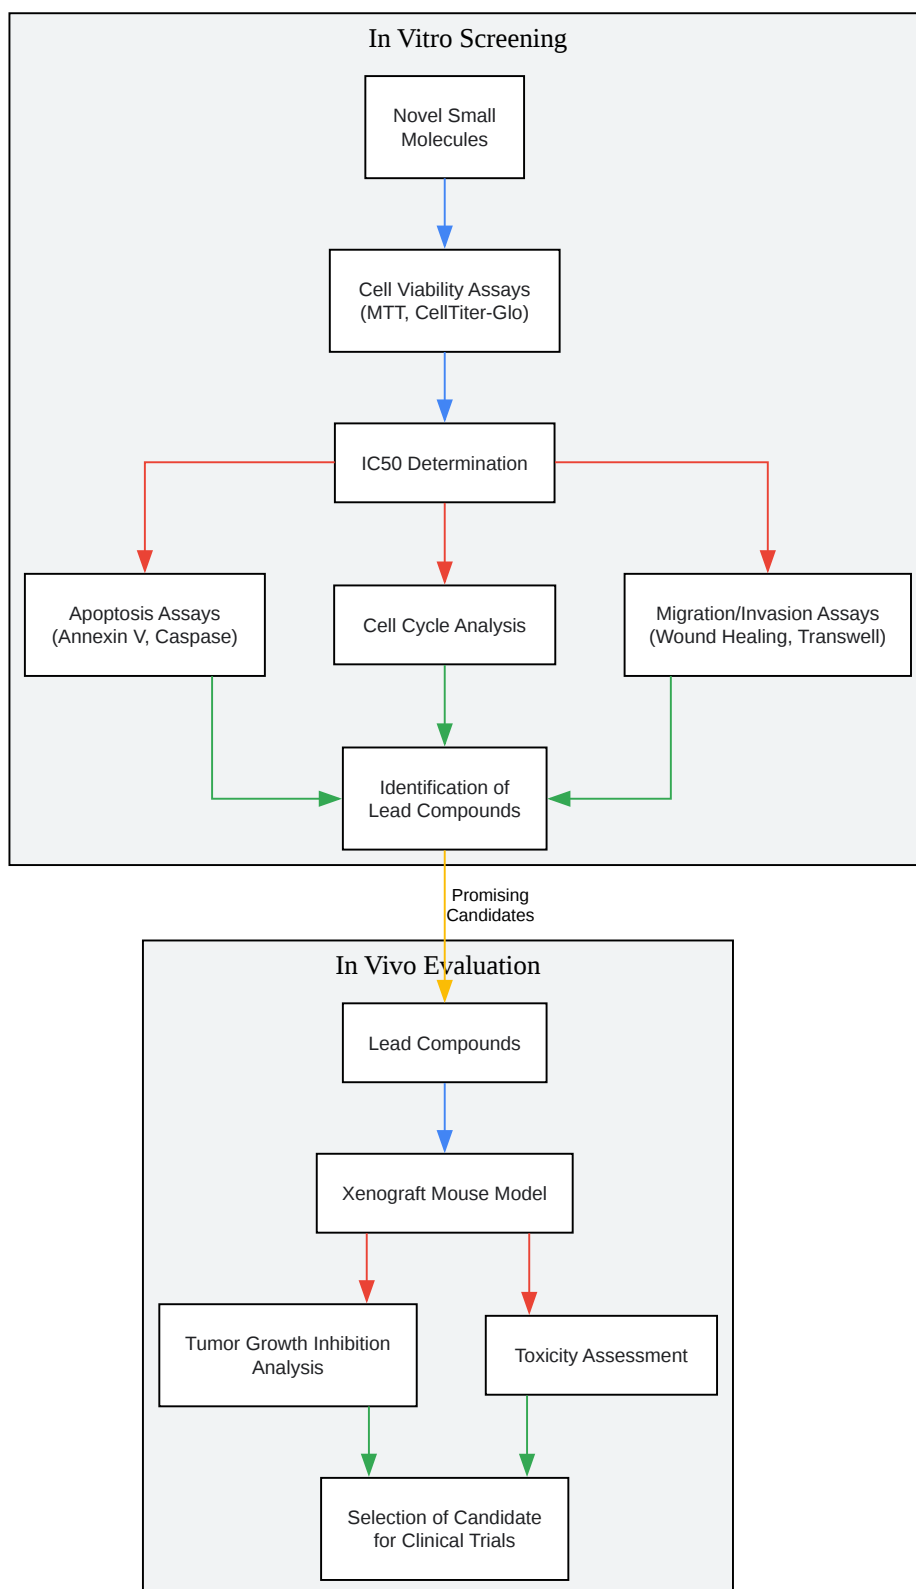 In Vitro Screening
Novel Small
Molecules
Cell Viability Assays
(MTT, CellTiter-Glo)
IC50 Determination
Apoptosis Assays
(Annexin V, Caspase)
Cell Cycle Analysis
Migration/Invasion Assays
(Wound Healing, Transwell)
Identification of
Lead Compounds
Promising
Candidates
In Vivo Evaluation
Lead Compounds
Xenograft Mouse Model
Tumor Growth Inhibition
Analysis
Toxicity Assessment
Selection of Candidate
for Clinical Trials